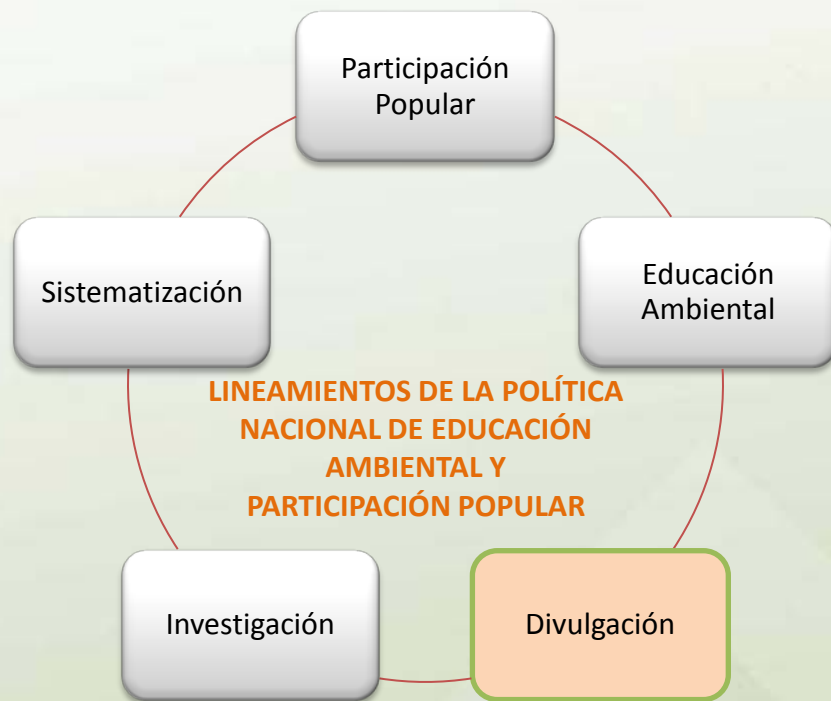 Participación
Popular
Sistematización
Educación
Ambiental
LINEAMIENTOS DE LA POLÍTICA
NACIONAL DE EDUCACIÓN
AMBIENTAL Y
PARTICIPACIÓN POPULAR
Investigación
Divulgación